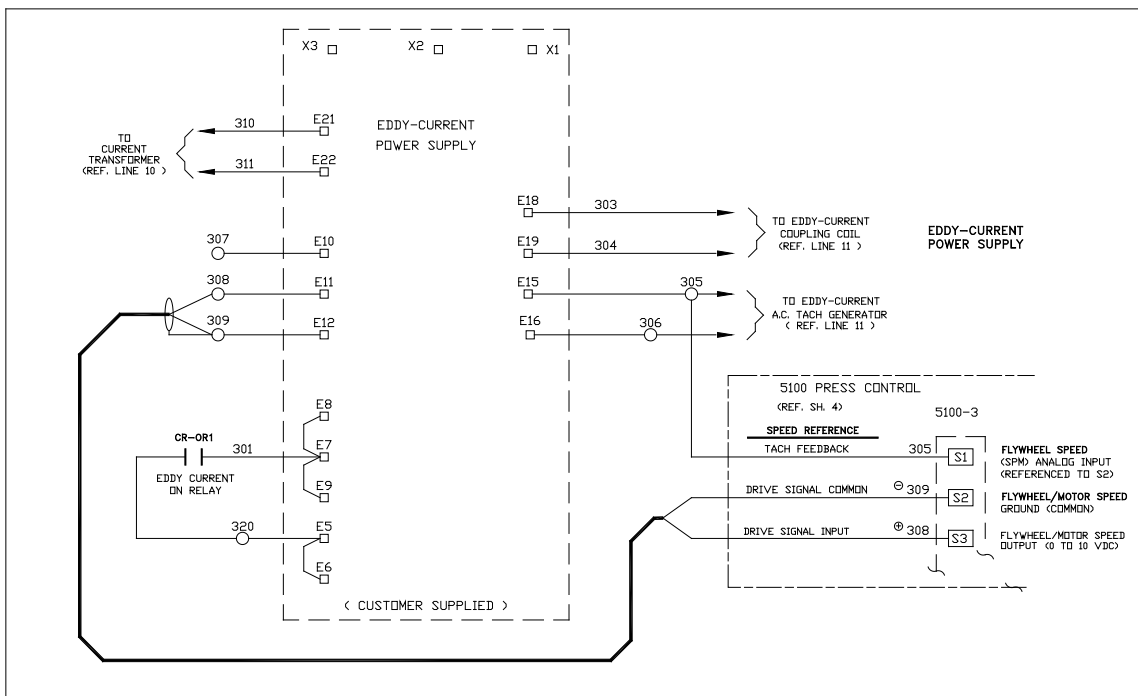 X3
X2
X1
EDDY-CURRENT
POWER SUPPLY
310
E21
TO
CURRENT
TRANSFORMER
(REF. LINE 10 )
311
E22
E18
303
TO EDDY-CURRENT
COUPLING COIL
(REF. LINE 11 )
E19
304
EDDY-CURRENT
POWER SUPPLY
307
E10
308
E11
309
E12
E15
305
TO EDDY-CURRENT
A.C. TACH GENERATOR
( REF. LINE 11 )
E16
306
E8
CR-OR1
301
E7
EDDY CURRENT
ON RELAY
E9
320
E5
E6
( CUSTOMER SUPPLIED )
5100 PRESS CONTROL
(REF. SH. 4)
5100-3
SPEED REFERENCE
TACH FEEDBACK
305
S1
FLYWHEEL SPEED
(SPM) ANALOG INPUT
(REFERENCED TO S2)
DRIVE SIGNAL COMMON
⊖ 309
S2
FLYWHEEL/MOTOR SPEED
GROUND (COMMON)
DRIVE SIGNAL INPUT
⊕ 308
S3
FLYWHEEL/MOTOR SPEED
OUTPUT (0 TO 10 VDC)